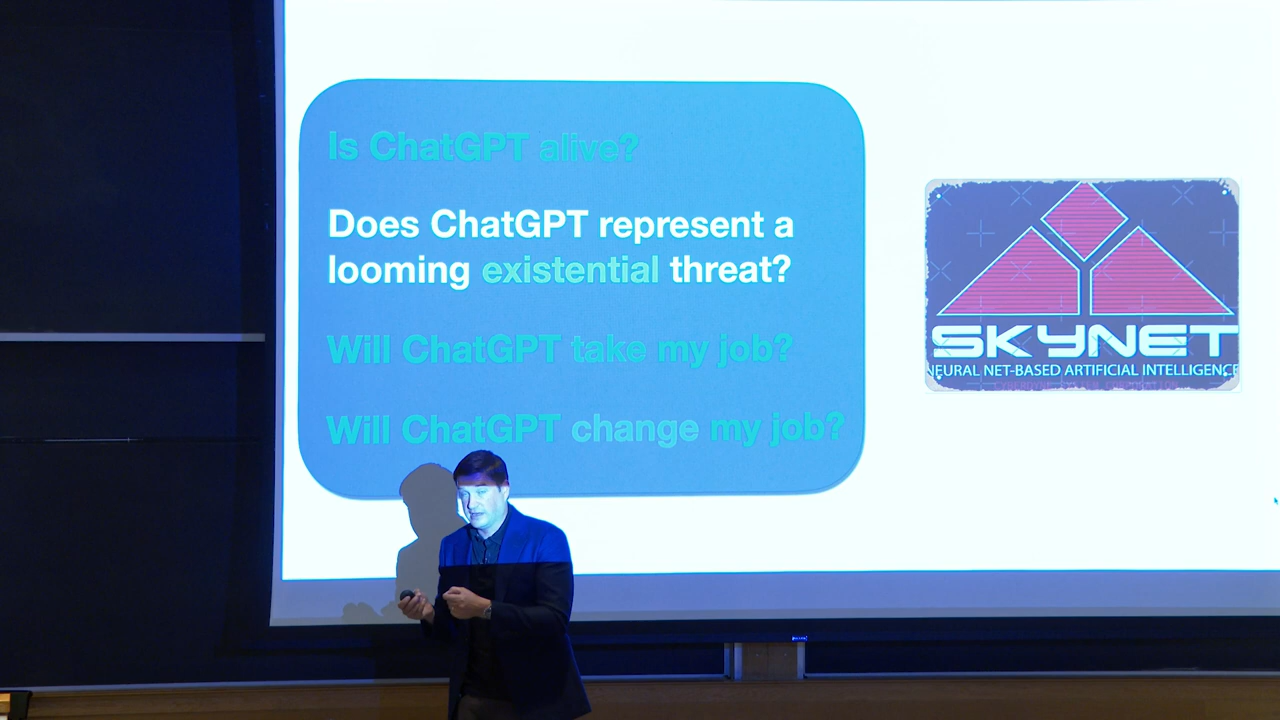 Is ChatGPT alive?
Does ChatGPT represent a
looming existential threat?
Will ChatGPT take my job?
Will ChatGPT change my job?
SKYNET
NEURAL NET-BASED ARTIFICIAL INTELLIGENCE